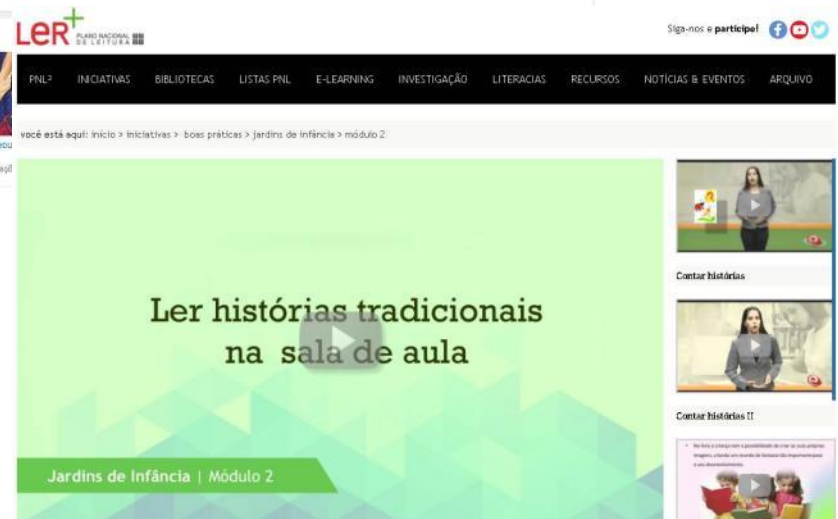 LER+
PLANO NACIONAL
DE LEITURA
Siga-nos e participe!
PNL² INICIATIVAS BIBLIOTECAS LISTAS PNL E-LEARNING INVESTIGAÇÃO LITERACIAS RECURSOS NOTÍCIAS & EVENTOS ARQUIVO
você está aqui: início > iniciativas > boas práticas > jardins de infância > módulo 2
Ler histórias tradicionais
na sala de aula
Jardins de Infância | Módulo 2
Contar histórias
Contar histórias II